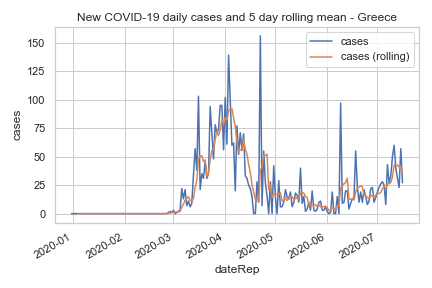 New COVID-19 daily cases and 5 day rolling mean - Greece
cases
cases (rolling)
150
125
100
75
50
25
0
cases
2020-01
2020-02
2020-03
2020-04
2020-05
2020-06
2020-07
dateRep